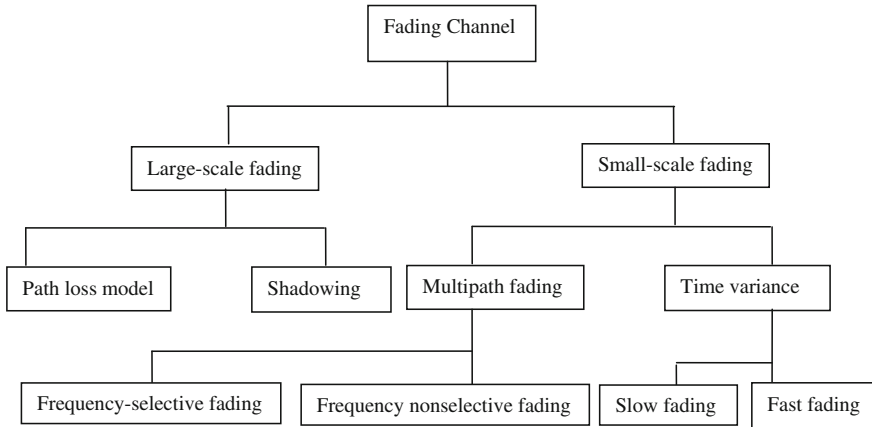 Fading Channel
Large-scale fading
Small-scale fading
Path loss model
Shadowing
Multipath fading
Time variance
Frequency-selective fading
Frequency nonselective fading
Slow fading
Fast fading